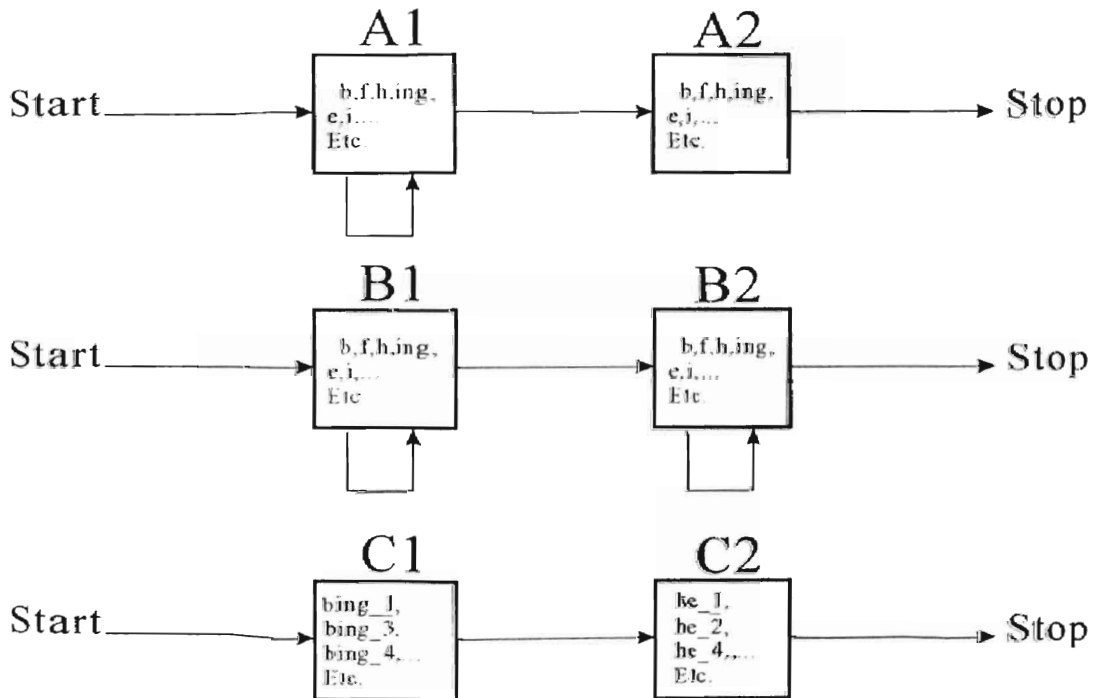 A1 A2
Start b,f,h,ing, b,f,h,ing, Stop
e,i,... e,i,...
Etc. Etc.
B1 B2
Start b,f,h,ing, b,f,h,ing, Stop
e,i,... e,i,...
Etc Etc.
C1 C2
bing_1, ke_1,
Start bing_3, he_2, Stop
bing_4,... he_4,,...
Etc. Etc.